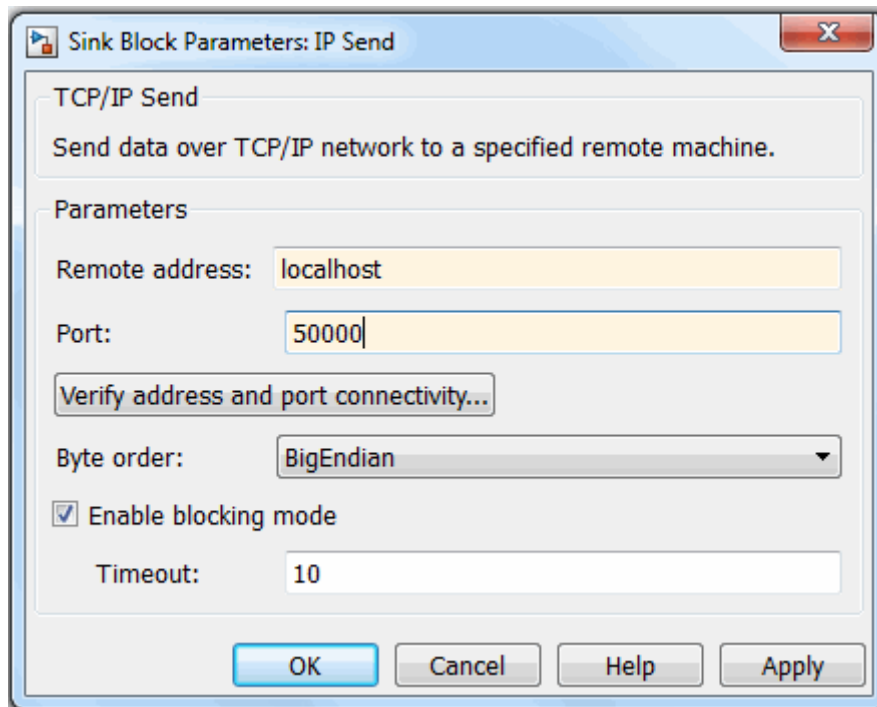 Sink Block Parameters: IP Send
TCP/IP Send
Send data over TCP/IP network to a specified remote machine.
Parameters
Remote address: localhost
Port: 50000
Verify address and port connectivity...
Byte order: BigEndian
Enable blocking mode
Timeout: 10
OK Cancel Help Apply